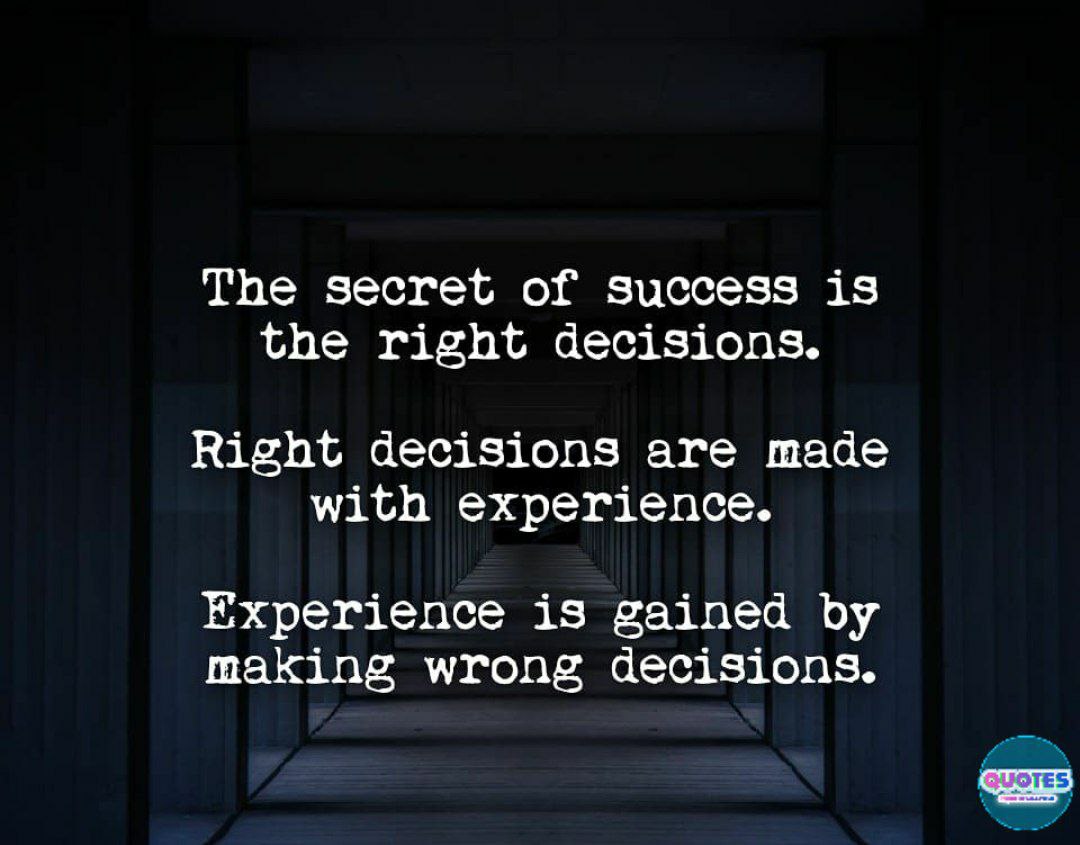 The secret of success is
the right decisions.
Right decisions are made
with experience.
Experience is gained by
making wrong decisions.
QUOTES